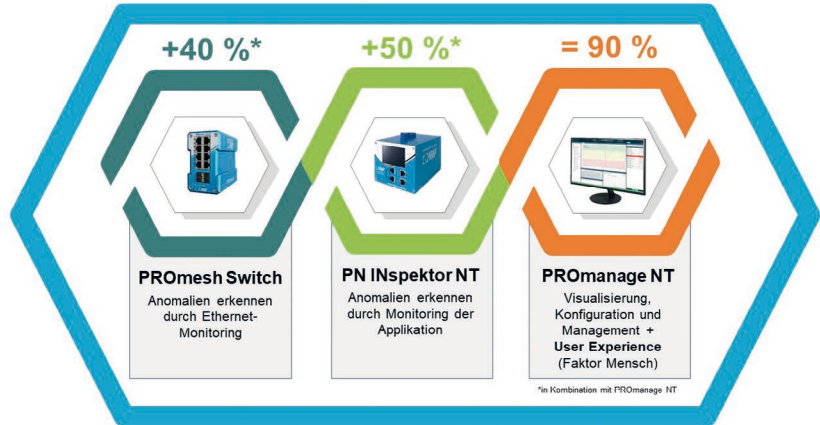 +40 %*
+50 %*
= 90 %
PROmesh Switch
Anomalien erkennen
durch Ethernet-
Monitoring
PN INspektor NT
Anomalien erkennen
durch Monitoring der
Applikation
PROmanage NT
Visualisierung,
Konfiguration und
Management +
User Experience
(Faktor Mensch)
*in Kombination mit PROmanage NT